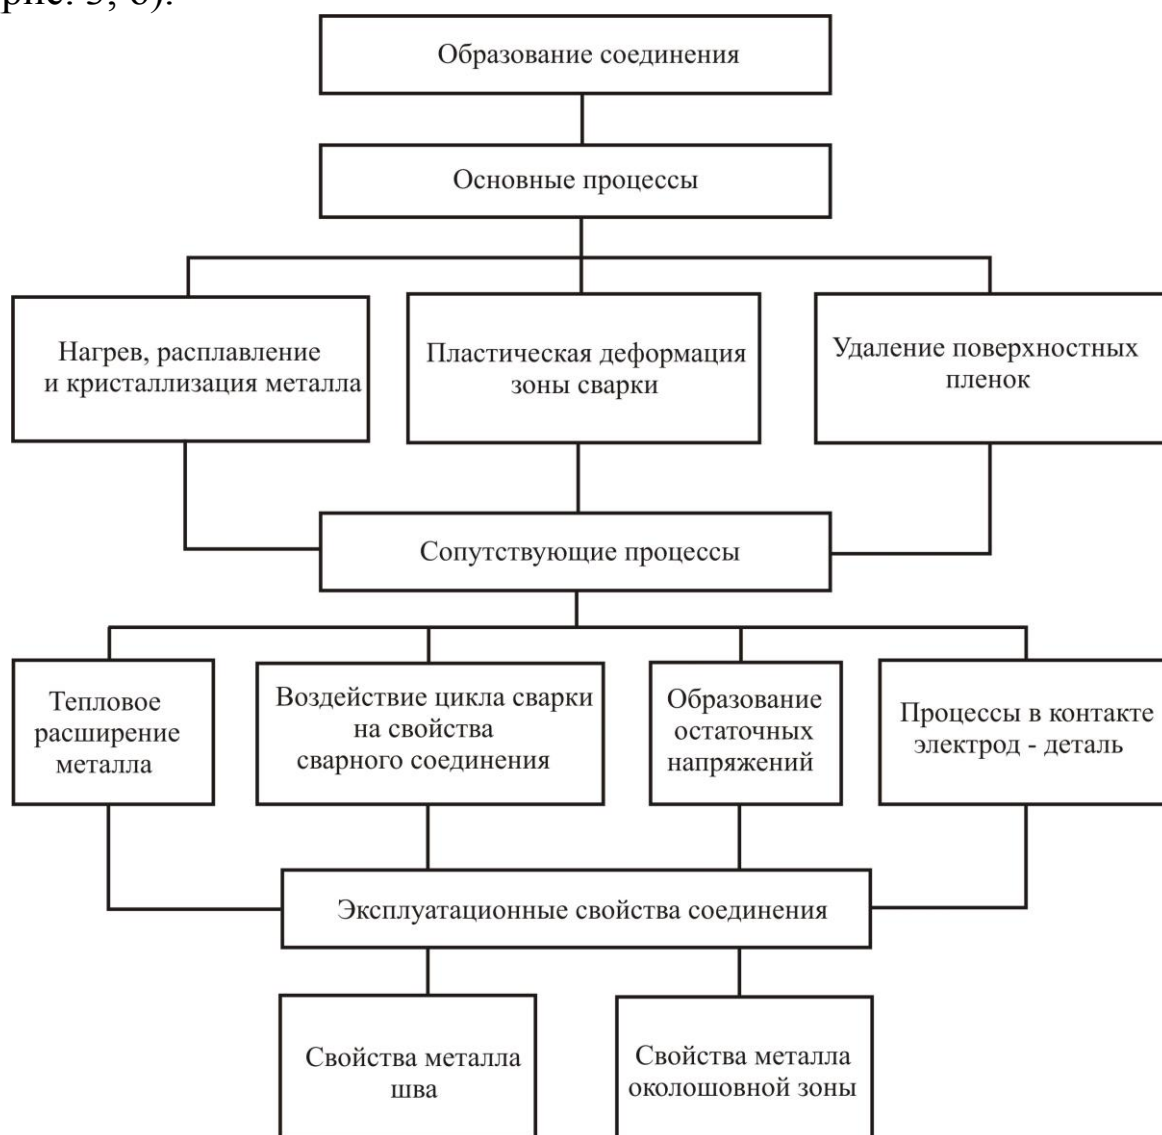 рис. 5, 6).
Образование соединения
Основные процессы
Нагрев, расплавление
и кристаллизация металла
Пластическая деформация
зоны сварки
Удаление поверхностных
пленок
Сопутствующие процессы
Тепловое
расширение
металла
Воздействие цикла сварки
на свойства
сварного соединения
Образование
остаточных
напряжений
Процессы в контакте
электрод - деталь
Эксплуатационные свойства соединения
Свойства металла
шва
Свойства металла
околошовной зоны